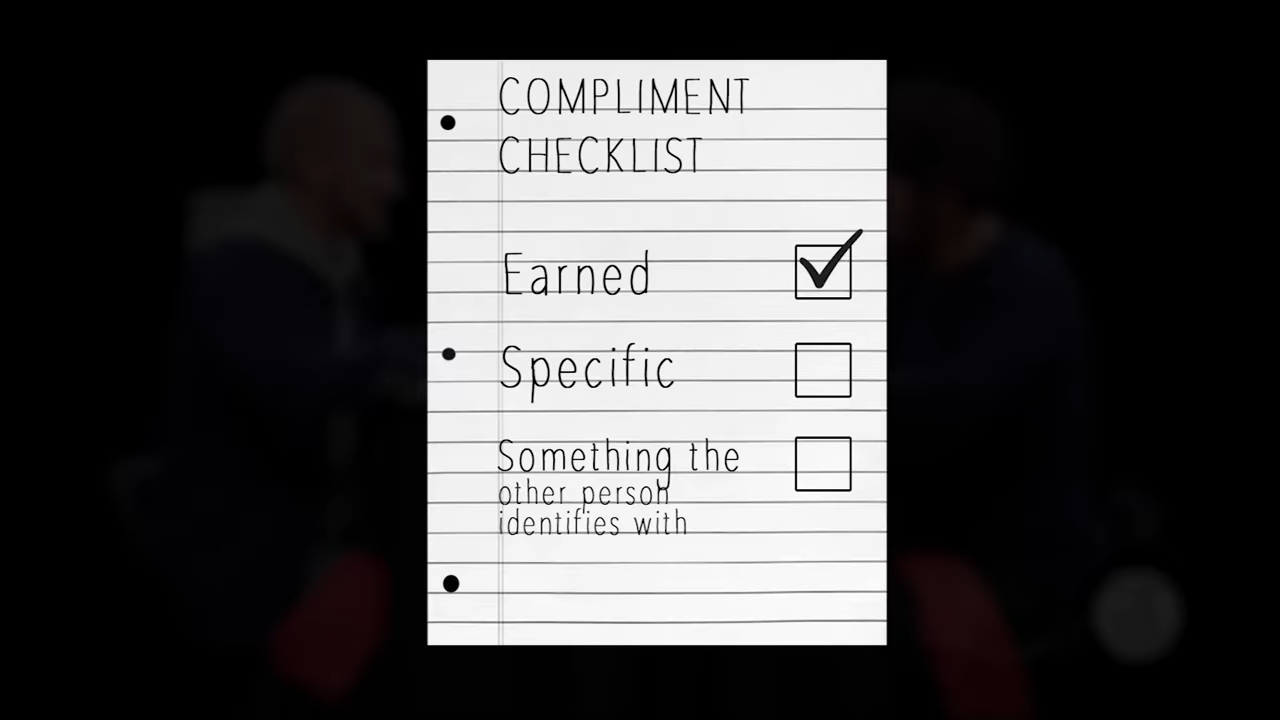 COMPLIMENT
CHECKLIST
Earned
Specific
Something the
other person
identifies with